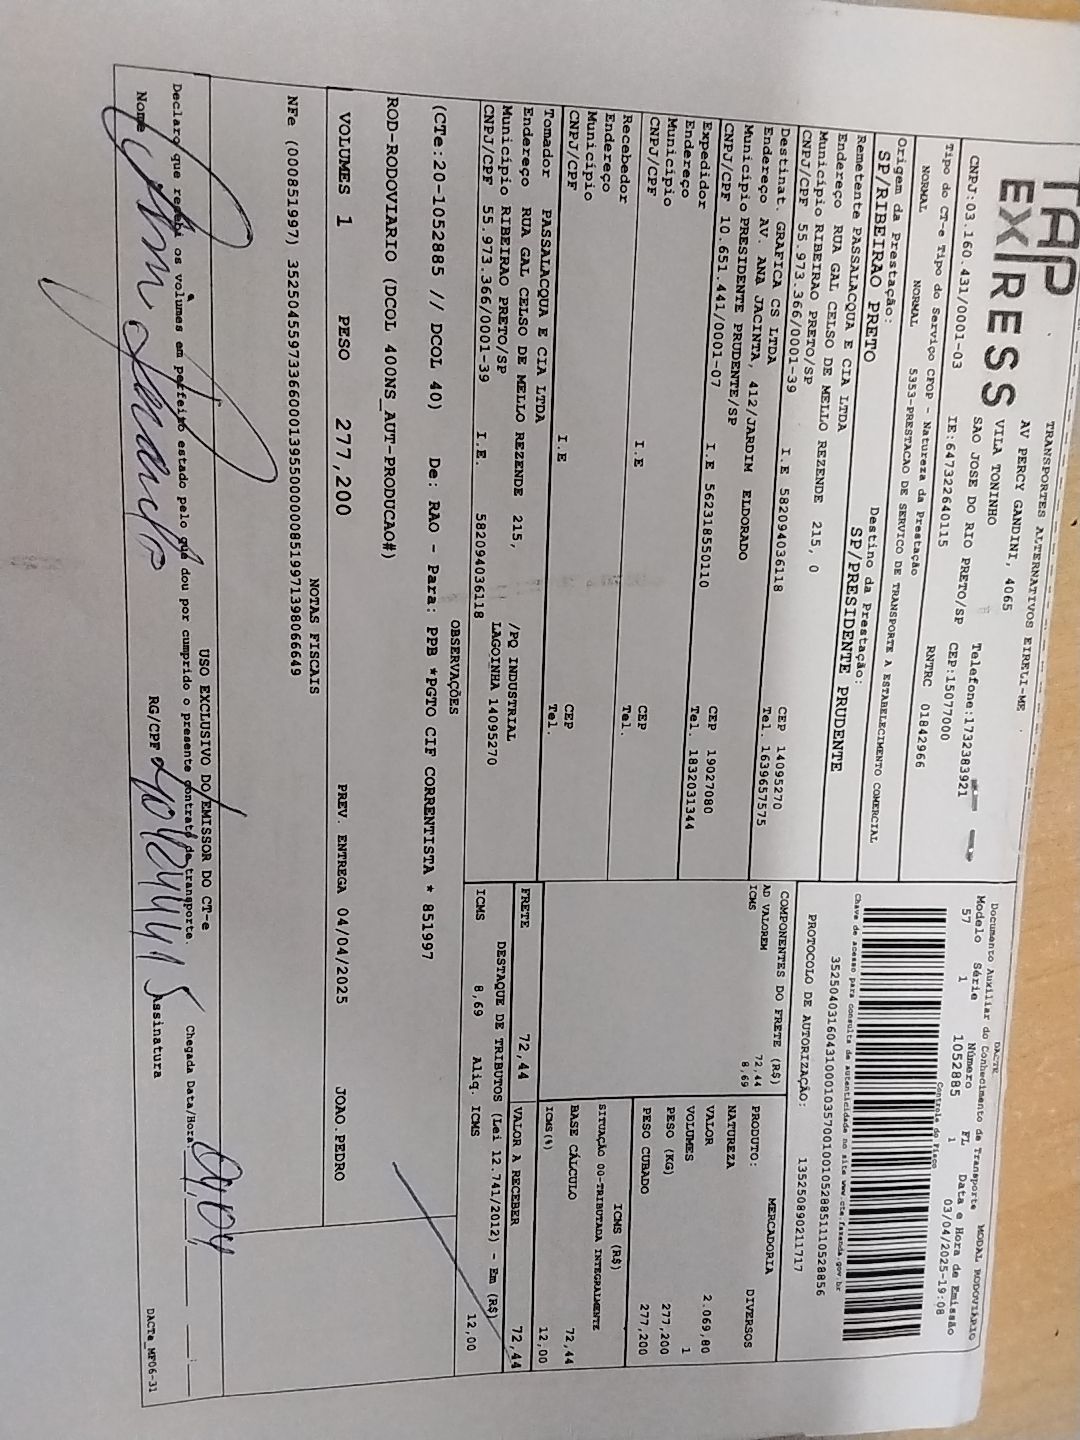 TAP
EXPRESS
TRANSPORTES ALTERNATIVOS EIRELI-ME
AV PERCY GANDINI, 4065
VILA TONINHO
SAO JOSE DO RIO PRETO/SP CEP:15077000
Telefone:1732383921
CNPJ:03.160.431/0001-03 IE:647322640115
RNTRC 01842966
Tipo do CT-e Tipo do Serviço CFOP - Natureza da Prestação
NORMAL NORMAL 5353-PRESTACAO DE SERVICO DE TRANSPORTE A ESTABELECIMENTO COMERCIAL
Origem da Prestação: Destino da Prestação:
SP/RIBEIRAO PRETO SP/PRESIDENTE PRUDENTE
Remetente PASSALACQUA E CIA LTDA
Endereço RUA GAL CELSO DE MELLO REZENDE 215, 0
Município RIBEIRAO PRETO/SP CEP 14095270
CNPJ/CPF 55.973.366/0001-39 I.E 582094036118 Tel. 1639657575
Destinat. GRAFICA CS LTDA
Endereço AV. ANA JACINTA, 412/JARDIM ELDORADO
Município PRESIDENTE PRUDENTE/SP CEP 19027080
CNPJ/CPF 10.651.441/0001-07 I.E 562318550110 Tel. 1832031344
Expedidor
Endereço
Município CEP
CNPJ/CPF I.E Tel.
Recebedor
Endereço
Município CEP
CNPJ/CPF I.E Tel.
Tomador PASSALACQUA E CIA LTDA
Endereço RUA GAL CELSO DE MELLO REZENDE 215, /PQ INDUSTRIAL
Município RIBEIRAO PRETO/SP LAGOINHA 14095270
CNPJ/CPF 55.973.366/0001-39 I.E. 582094036118
DACTE
Documento Auxiliar do Conhecimento de Transporte MODAL RODOVIÁRIO
Modelo Série Número Fl Data e Hora de Emissão
57 1 1052885 1 03/04/2025-19:08
Controle do Fisco
Chave de acesso para consulta de autenticidade no site www.cte.fazenda.gov.br
35250403160431000103570010010528851110528856
PROTOCOLO DE AUTORIZAÇÃO: 135250890211717
COMPONENTES DO FRETE (R$)
AD VALOREM 72,44
ICMS 8,69
MERCADORIA
PRODUTO: DIVERSOS
NATUREZA
VALOR 2.069,80
VOLUMES 1
PESO (KG) 277,200
PESO CUBADO 277,200
ICMS (R$)
SITUAÇÃO 00-TRIBUTADA INTEGRALMENTE
BASE CÁLCULO 72,44
ICMS(%) 12,00
FRETE 72,44 VALOR A RECEBER 72,44
DESTAQUE DE TRIBUTOS (Lei 12.741/2012) - Em (R$)
ICMS 8,69 Aliq. ICMS 12,00
OBSERVAÇÕES
(CTe:20-1052885 // DCOL 40) De: RAO - Para: PPB *PGTO CIF CORRENTISTA * 851997
ROD-RODOVIARIO (DCOL 400NS_AUT-PRODUCAO#)
VOLUMES 1 PESO 277,200 PREV. ENTREGA 04/04/2025 JOAO.PEDRO
NOTAS FISCAIS
NFe (000851997) 35250455973366000139550000008519971398066649
USO EXCLUSIVO DO EMISSOR DO CT-e
Declaro que recebi os volumes em perfeito estado pelo que dou por cumprido o presente contrato de transporte.
Chegada Data/Hora: 04/04
Nome RG/CPF Assinatura
DACTe_MF06-31